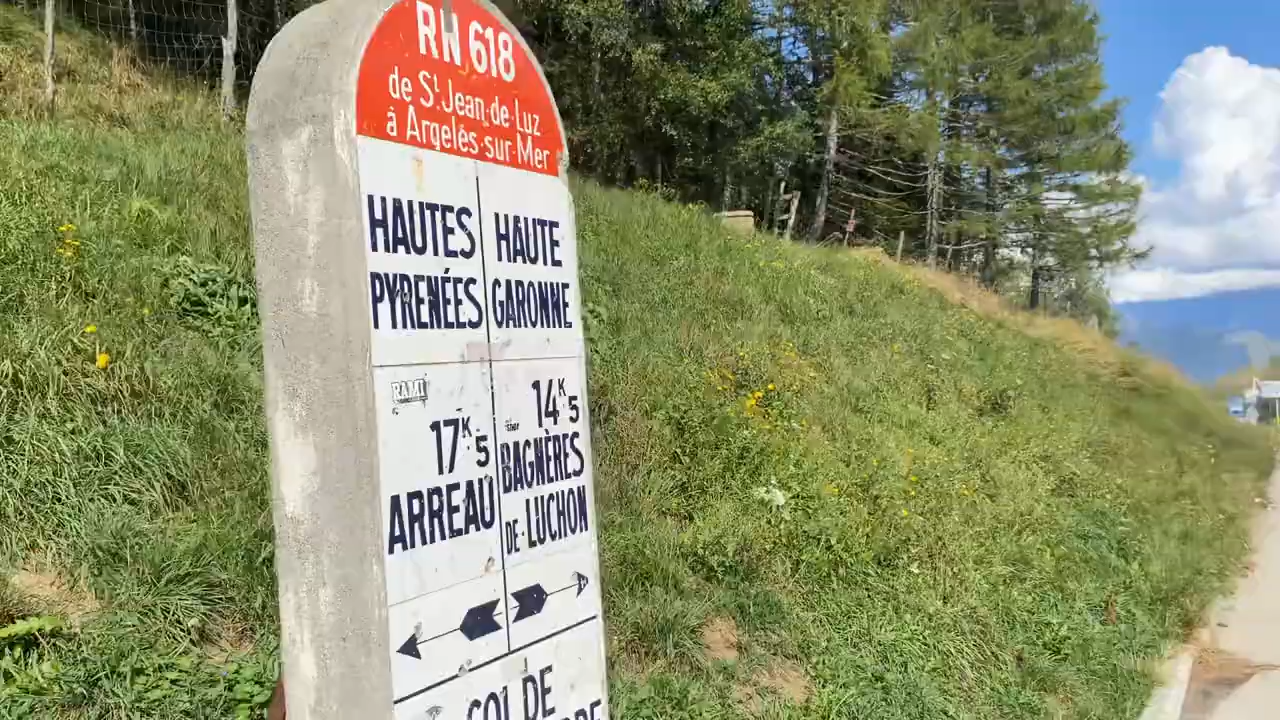 RN 618
de St Jean-de-Luz
à Argelès-sur-Mer
HAUTES
PYRENÉES
HAUTE
GARONNE
RAMI
17K5
ARREAU
14K5
BAGNÈRES
DE-LUCHON
COL DE